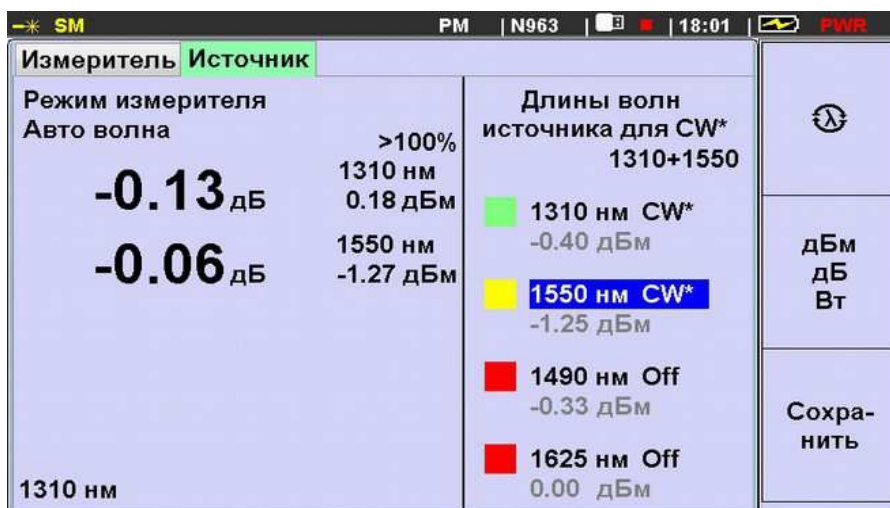 SM PM | N963 | | 18:01 | PWR
Измеритель Источник
Режим измерителя
Авто волна
>100%
-0.13 дБ
1310 нм
0.18 дБм
-0.06 дБ
1550 нм
-1.27 дБм
1310 нм
Длины волн
источника для CW*
1310+1550
1310 нм CW*
-0.40 дБм
1550 нм CW*
-1.25 дБм
1490 нм Off
-0.33 дБм
1625 нм Off
0.00 дБм
λ
дБм
дБ
Вт
Сохра-
нить